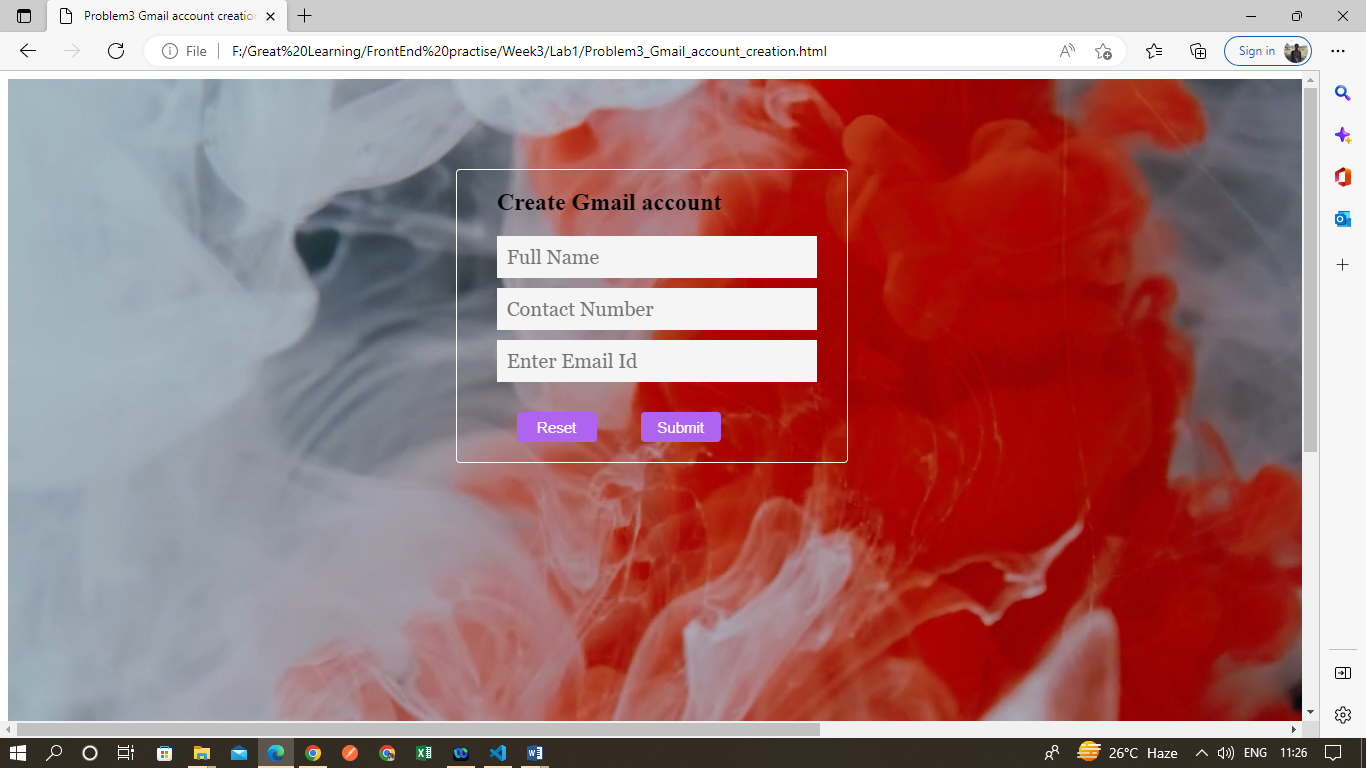 Problem3 Gmail account creation
File
F:/Great%20Learning/FrontEnd%20practise/Week3/Lab1/Problem3_Gmail_account_creation.html
Sign in
Create Gmail account
Full Name
Contact Number
Enter Email Id
Reset Submit
26°C Haze
ENG
11:26